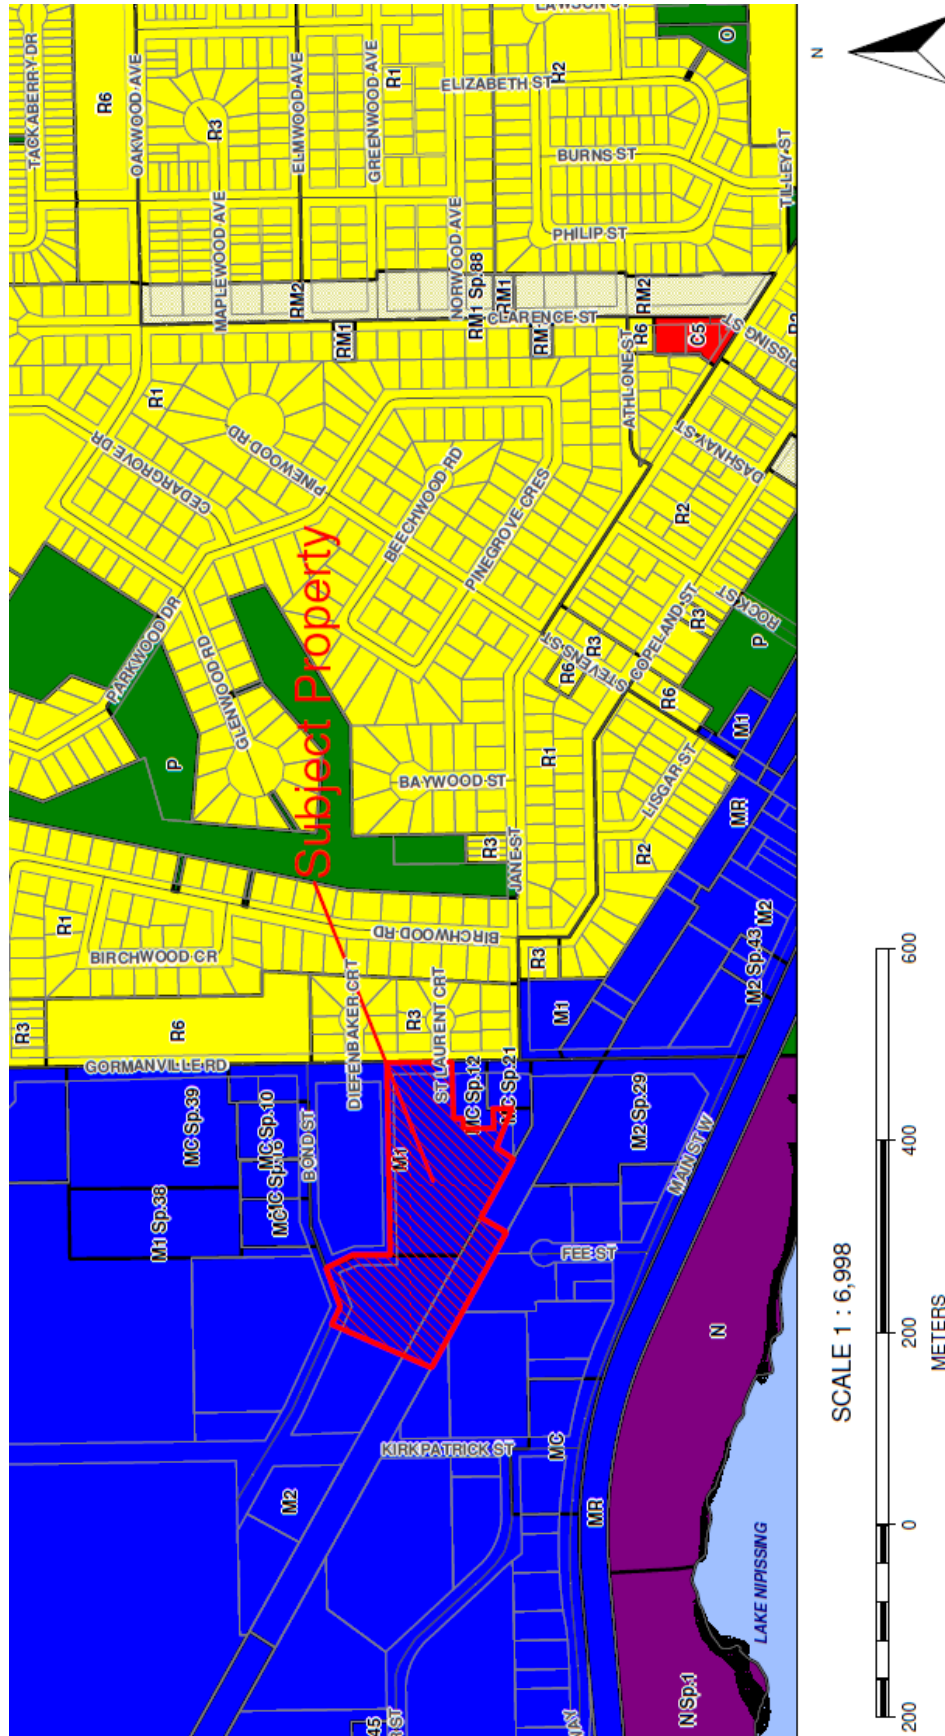 LAWSON ST
TACKABERRY DR
R6
OAKWOOD AVE
R3
ELMWOOD AVE
GREENWOOD AVE
R1
ELIZABETH ST
R2
O
BURNS ST
TILLEY ST
MAPLEWOOD AVE
NORWOOD AVE
PHILIP ST
RM2
RM1 Sp.88
RM1
RM2
CLARENCE ST
RM1
R6
C5
R1
ATHLONE ST
CEDARGROVE DR
PINEWOOD RD
DASHNAY ST
BEECHWOOD RD
PINEGROVE CRES
R2
Subject Property
PARKWOOD DR
GLENWOOD RD
STEVENS ST
COPELAND ST
ROCK ST
R3
R3
R6
R6
P
P
BAYWOOD ST
R1
LISGAR ST
M1
MR
R3
JANE ST
R2
R1
BIRCHWOOD CR
BIRCHWOOD RD
R3
M2
M2 Sp.43
R3
R6
DIEFENBAKER CRT
ST LAURENT CRT
R3
M1
GORMANVILLE RD
MC Sp.39
MC Sp.10
BOND ST
M1
MC Sp.12
MC Sp.21
M2 Sp.29
MAIN ST W
M1 Sp.38
MC
FEE ST
N
KIRKPATRICK ST
MC
M2
MR
LAKE NIPISSING
N Sp.1
N
SCALE 1 : 6,998
200
0
200
400
600
METERS